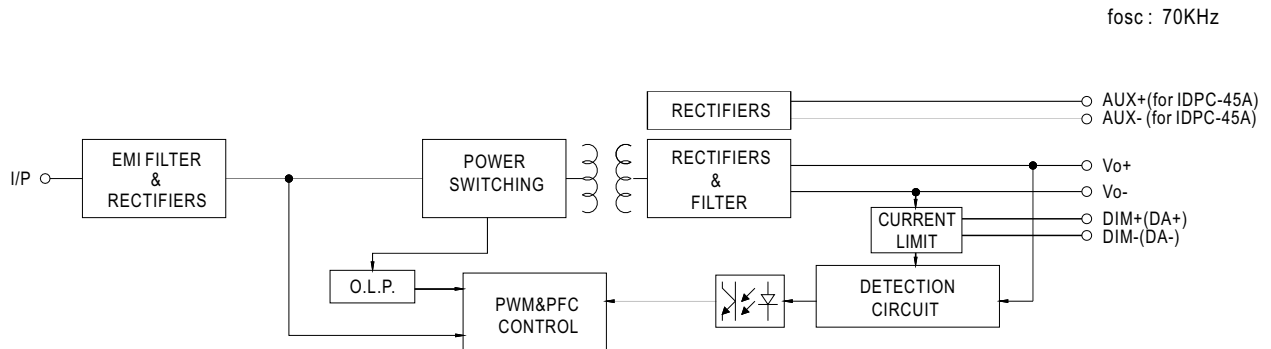 fosc : 70KHz
RECTIFIERS
AUX+(for IDPC-45A)
AUX- (for IDPC-45A)
I/P
EMI FILTER
&
RECTIFIERS
POWER
SWITCHING
RECTIFIERS
&
FILTER
Vo+
Vo-
CURRENT
LIMIT
DIM+(DA+)
DIM-(DA-)
O.L.P.
PWM&PFC
CONTROL
DETECTION
CIRCUIT